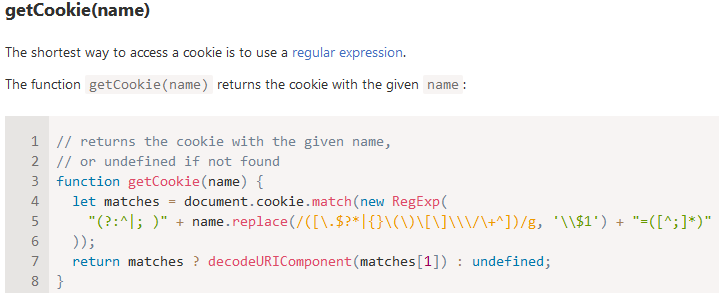 getCookie(name)
The shortest way to access a cookie is to use a regular expression.
The function getCookie(name) returns the cookie with the given name:
1 // returns the cookie with the given name,
2 // or undefined if not found
3 function getCookie(name) {
4   let matches = document.cookie.match(new RegExp(
5     "(?:^|; )" + name.replace(/([\.$?*|{}\(\)\[\]\\\/\+^])/g, '\\$1') + "=([^;]*)"
6   ));
7   return matches ? decodeURIComponent(matches[1]) : undefined;
8 }